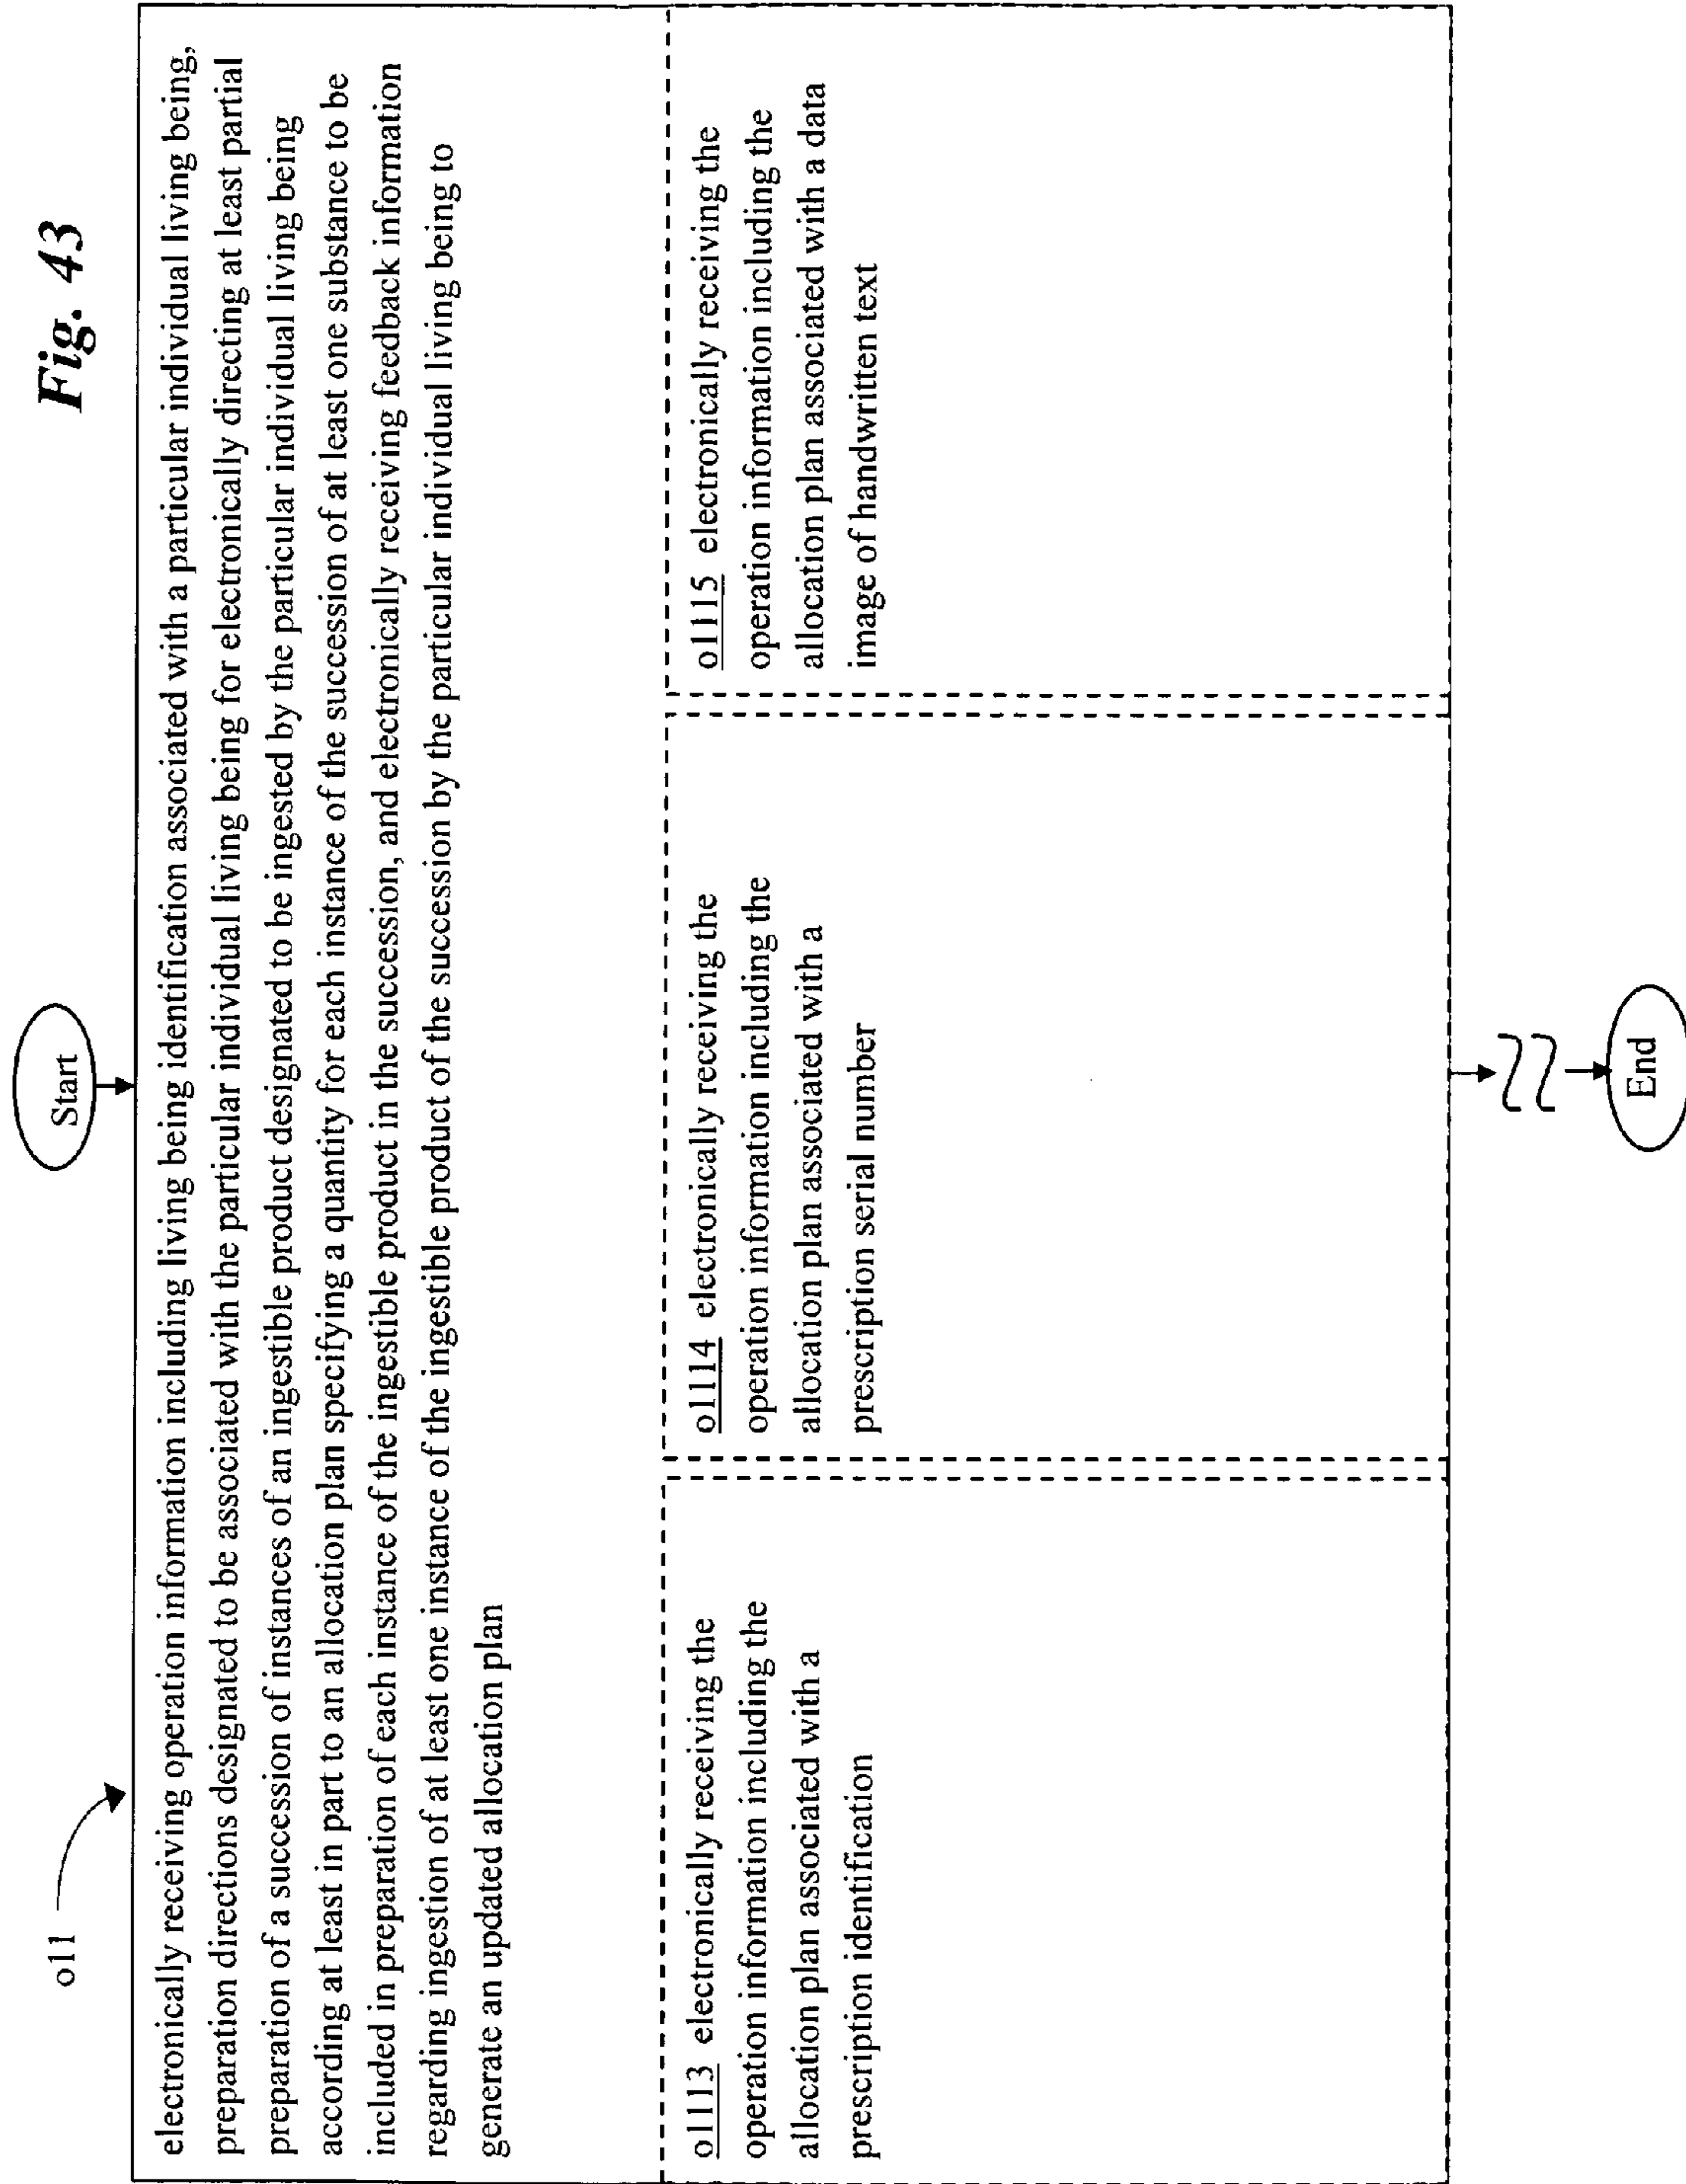 Fig. 43
Start
o11
electronically receiving operation information including living being identification associated with a particular individual living being,
preparation directions designated to be associated with the particular individual living being for electronically directing at least partial
preparation of a succession of instances of an ingestible product designated to be ingested by the particular individual living being
according at least in part to an allocation plan specifying a quantity for each instance of the succession of at least one substance to be
included in preparation of each instance of the ingestible product in the succession, and electronically receiving feedback information
regarding ingestion of at least one instance of the ingestible product of the succession by the particular individual living being to
generate an updated allocation plan
o1113 electronically receiving the
operation information including the
allocation plan associated with a
prescription identification
o1114 electronically receiving the
operation information including the
allocation plan associated with a
prescription serial number
o1115 electronically receiving the
operation information including the
allocation plan associated with a data
image of handwritten text
End